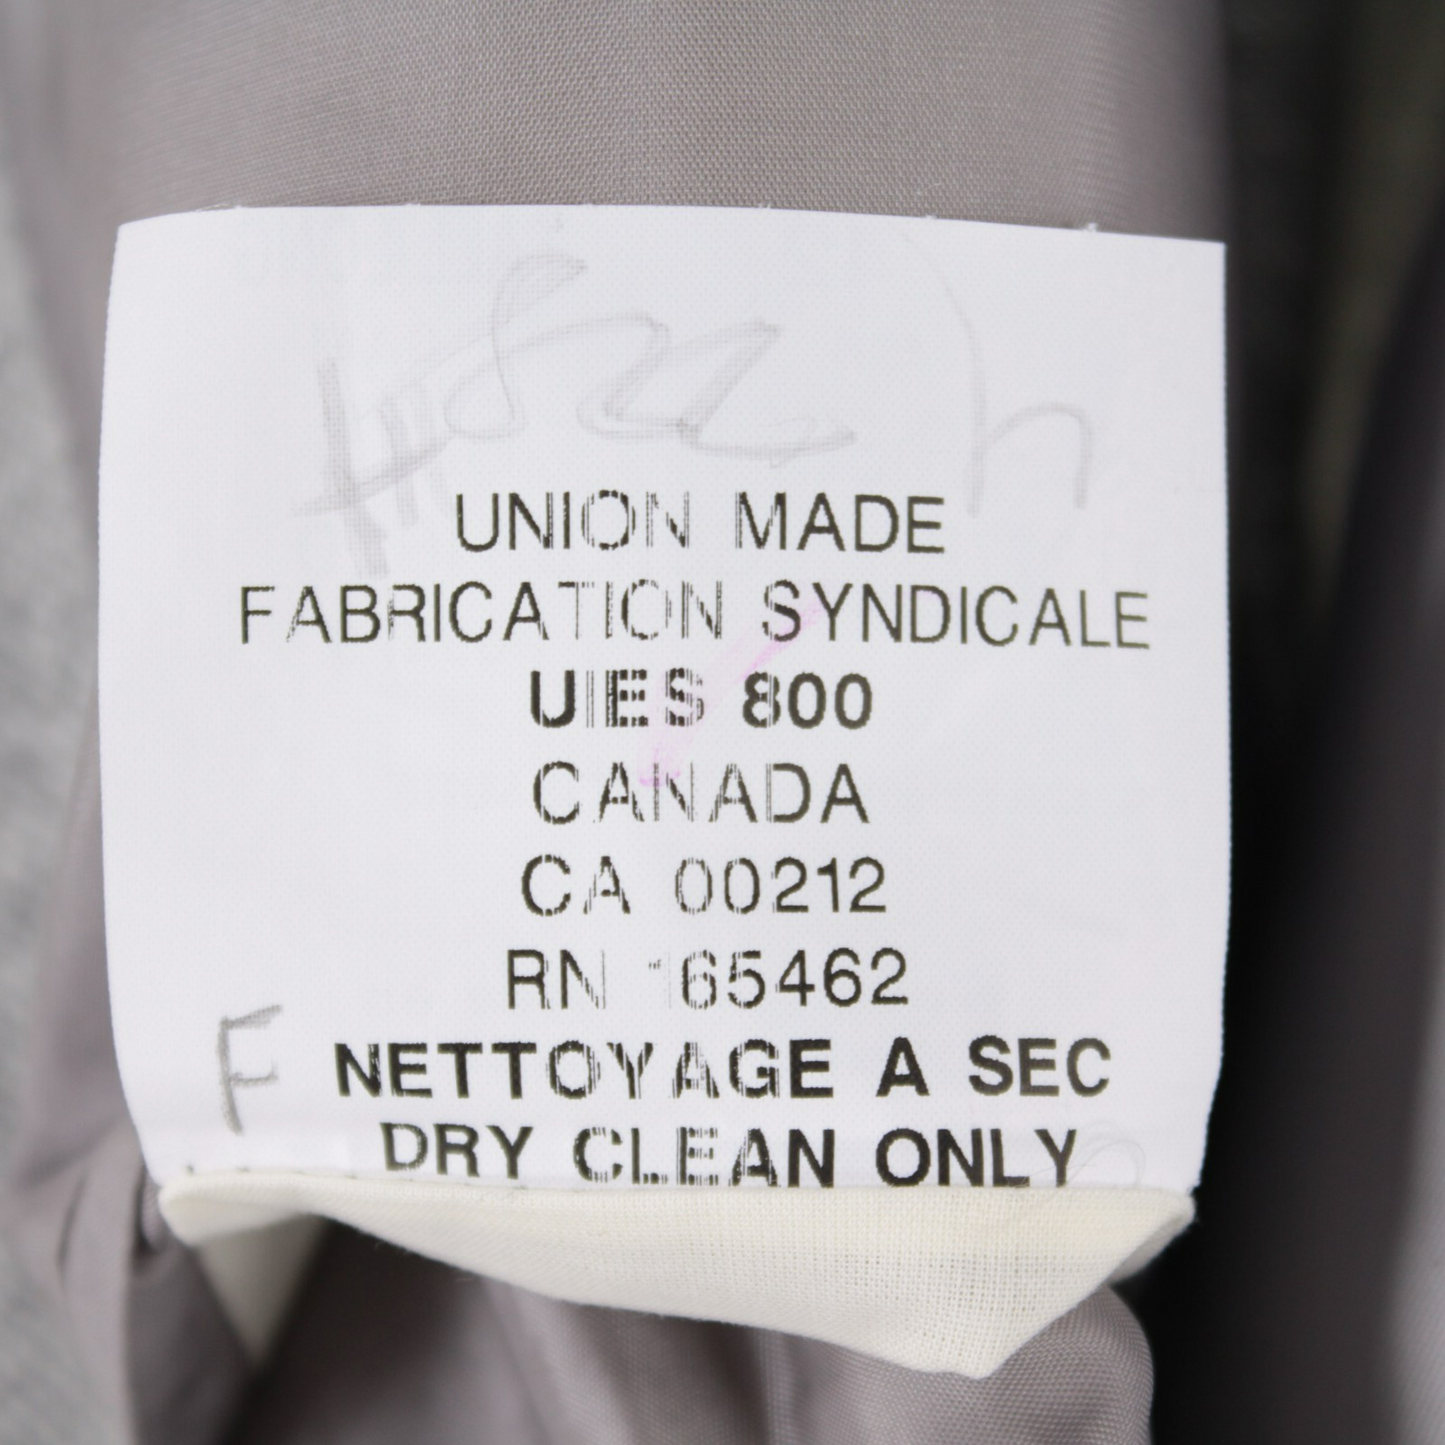 UNION MADE
FABRICATION SYNDICALE
UIES 800
CANADA
CA 00212
RN 165462
F
NETTOYAGE A SEC
DRY CLEAN ONLY